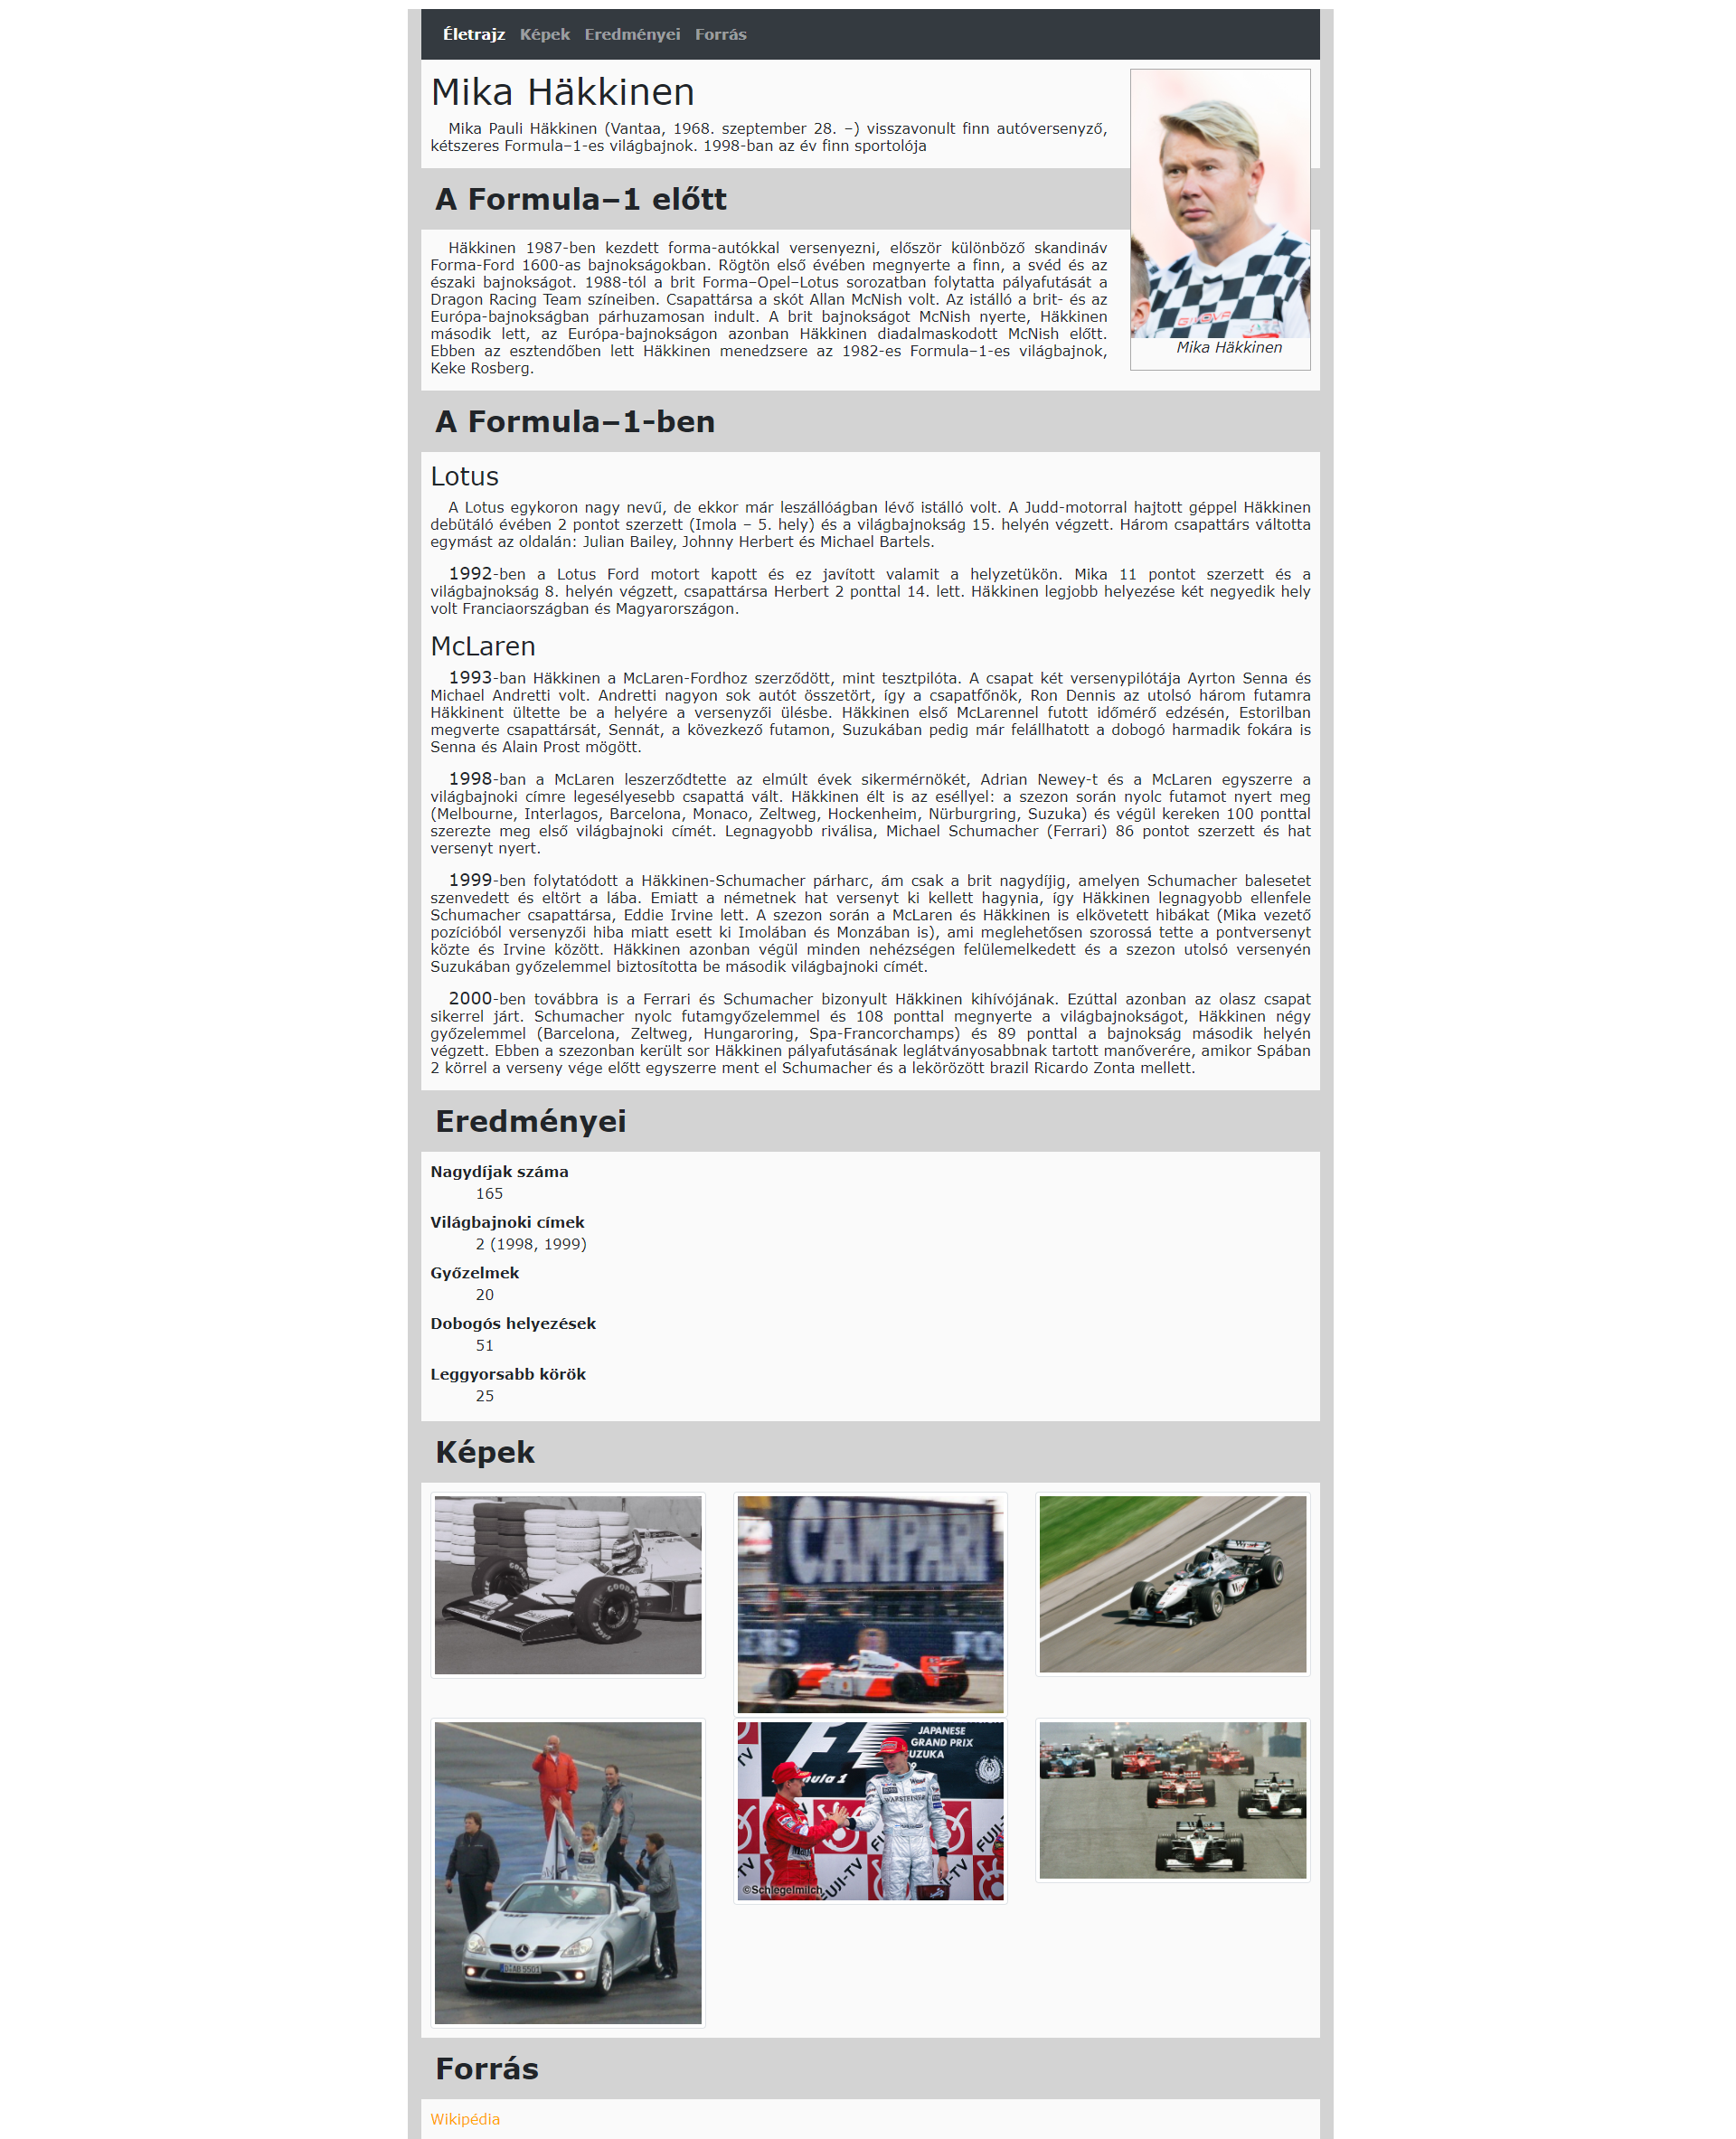 Életrajz Képek Eredményei Forrás
Mika Häkkinen
Mika Pauli Häkkinen (Vantaa, 1968. szeptember 28. –) visszavonult finn autóversenyző,
kétszeres Formula–1-es világbajnok. 1998-ban az év finn sportolója
Mika Häkkinen
A Formula–1 előtt
Häkkinen 1987-ben kezdett forma-autókkal versenyezni, először különböző skandináv
Forma-Ford 1600-as bajnokságokban. Rögtön első évében megnyerte a finn, a svéd és az
északi bajnokságot. 1988-tól a brit Forma–Opel–Lotus sorozatban folytatta pályafutását a
Dragon Racing Team színeiben. Csapattársa a skót Allan McNish volt. Az istálló a brit- és az
Európa-bajnokságban párhuzamosan indult. A brit bajnokságot McNish nyerte, Häkkinen
második lett, az Európa-bajnokságon azonban Häkkinen diadalmaskodott McNish előtt.
Ebben az esztendőben lett Häkkinen menedzsere az 1982-es Formula–1-es világbajnok,
Keke Rosberg.
A Formula–1-ben
Lotus
A Lotus egykoron nagy nevű, de ekkor már leszállóágban lévő istálló volt. A Judd-motorral hajtott géppel Häkkinen
debütáló évében 2 pontot szerzett (Imola – 5. hely) és a világbajnokság 15. helyén végzett. Három csapattárs váltotta
egymást az oldalán: Julian Bailey, Johnny Herbert és Michael Bartels.
1992-ben a Lotus Ford motort kapott és ez javított valamit a helyzetükön. Mika 11 pontot szerzett és a
világbajnokság 8. helyén végzett, csapattársa Herbert 2 ponttal 14. lett. Häkkinen legjobb helyezése két negyedik hely
volt Franciaországban és Magyarországon.
McLaren
1993-ban Häkkinen a McLaren-Fordhoz szerződött, mint tesztpilóta. A csapat két versenypilótája Ayrton Senna és
Michael Andretti volt. Andretti nagyon sok autót összetört, így a csapatfőnök, Ron Dennis az utolsó három futamra
Häkkinent ültette be a helyére a versenyzői ülésbe. Häkkinen első McLarennel futott időmérő edzésén, Estorilban
megverte csapattársát, Sennát, a kövezkező futamon, Suzukában pedig már felállhatott a dobogó harmadik fokára is
Senna és Alain Prost mögött.
1998-ban a McLaren leszerződtette az elmúlt évek sikermérnökét, Adrian Newey-t és a McLaren egyszerre a
világbajnoki címre legesélyesebb csapattá vált. Häkkinen élt is az eséllyel: a szezon során nyolc futamot nyert meg
(Melbourne, Interlagos, Barcelona, Monaco, Zeltweg, Hockenheim, Nürburgring, Suzuka) és végül kereken 100 ponttal
szerezte meg első világbajnoki címét. Legnagyobb riválisa, Michael Schumacher (Ferrari) 86 pontot szerzett és hat
versenyt nyert.
1999-ben folytatódott a Häkkinen-Schumacher párharc, ám csak a brit nagydíjig, amelyen Schumacher balesetet
szenvedett és eltört a lába. Emiatt a németnek hat versenyt ki kellett hagynia, így Häkkinen legnagyobb ellenfele
Schumacher csapattársa, Eddie Irvine lett. A szezon során a McLaren és Häkkinen is elkövetett hibákat (Mika vezető
pozícióból versenyzői hiba miatt esett ki Imolában és Monzában is), ami meglehetősen szorossá tette a pontversenyt
közte és Irvine között. Häkkinen azonban végül minden nehézségen felülemelkedett és a szezon utolsó versenyén
Suzukában győzelemmel biztosította be második világbajnoki címét.
2000-ben továbbra is a Ferrari és Schumacher bizonyult Häkkinen kihívójának. Ezúttal azonban az olasz csapat
sikerrel járt. Schumacher nyolc futamgyőzelemmel és 108 ponttal megnyerte a világbajnokságot, Häkkinen négy
győzelemmel (Barcelona, Zeltweg, Hungaroring, Spa-Francorchamps) és 89 ponttal a bajnokság második helyén
végzett. Ebben a szezonban került sor Häkkinen pályafutásának leglátványosabbnak tartott manőverére, amikor Spában
2 körrel a verseny vége előtt egyszerre ment el Schumacher és a lekörözött brazil Ricardo Zonta mellett.
Eredményei
Nagydíjak száma
165
Világbajnoki címek
2 (1998, 1999)
Győzelmek
20
Dobogós helyezések
51
Leggyorsabb körök
25
Képek
CAMPARI
West
JAPANESE
GRAND PRIX
UZUKA
FUJI-TV
©Schlegelmilch
Forrás
Wikipédia